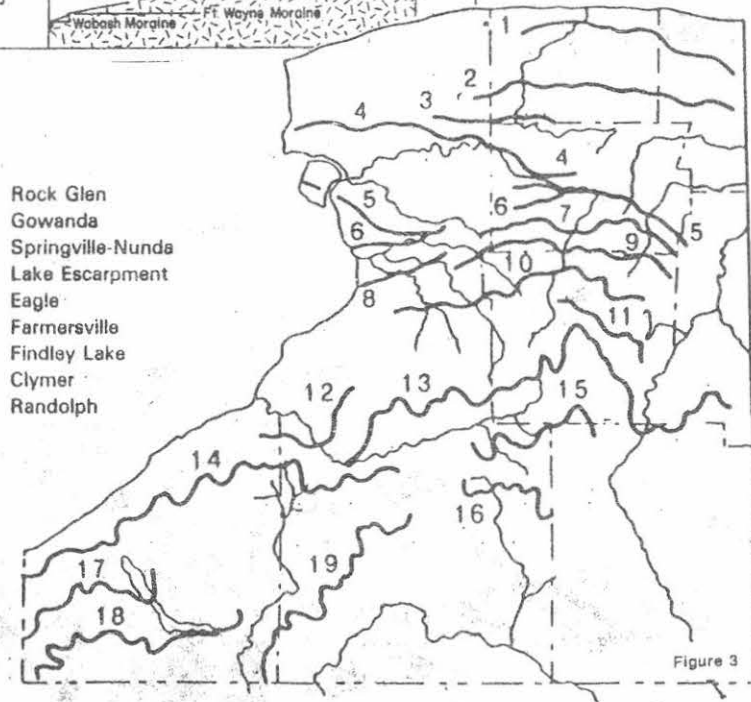 Ft. Wayne Moraine
Wabash Moraine
1
2
3
4
4
5
6
7
5
6
9
10
8
11
12
13
15
14
16
17
19
18
Rock Glen
Gowanda
Springville-Nunda
Lake Escarpment
Eagle
Farmersville
Findley Lake
Clymer
Randolph
Figure 3